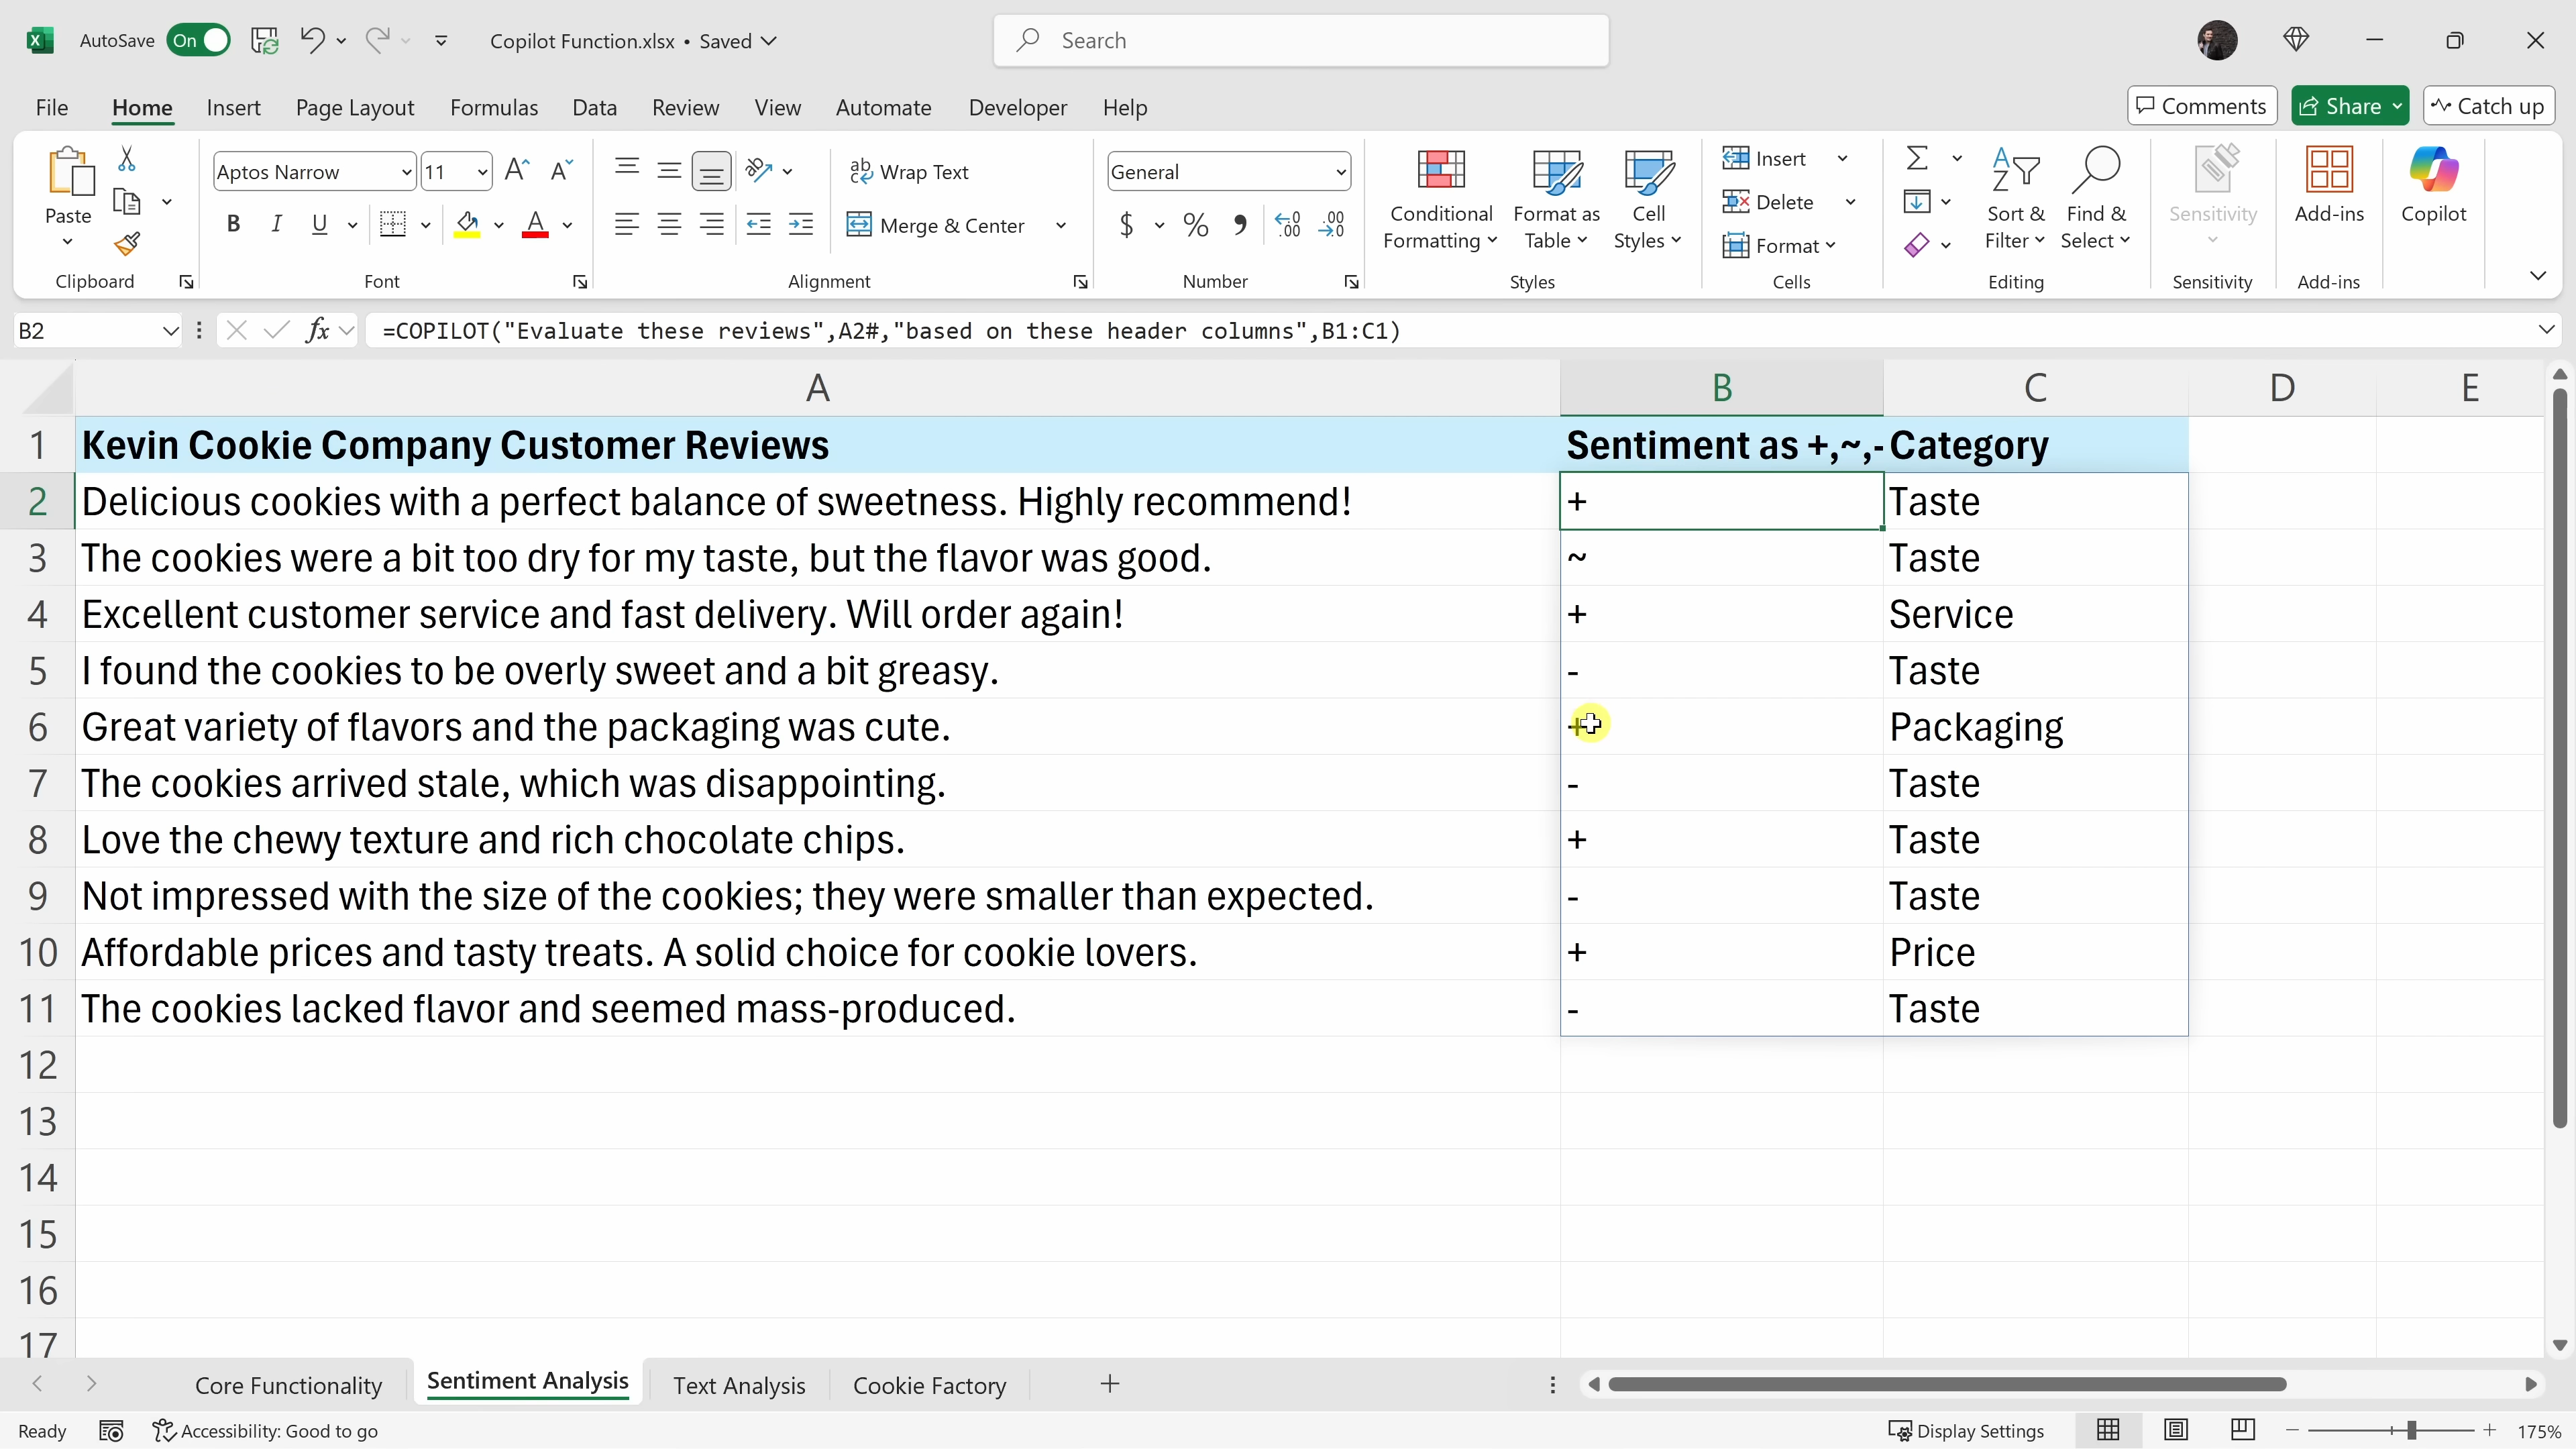 AutoSave On Copilot Function.xlsx • Saved Search
File Home Insert Page Layout Formulas Data Review View Automate Developer Help Comments Share Catch up
Paste Aptos Narrow 11 Wrap Text General Conditional Formatting Format as Table Cell Styles Insert Sort & Filter Find & Select Sensitivity Add-ins Copilot
B I U Merge & Center $ % Delete
Format
Clipboard Font Alignment Number Styles Cells Editing Sensitivity Add-ins
B2 fx =COPILOT("Evaluate these reviews",A2#,"based on these header columns",B1:C1)
A B C D E
1 Kevin Cookie Company Customer Reviews Sentiment as +,~,- Category
2 Delicious cookies with a perfect balance of sweetness. Highly recommend! + Taste
3 The cookies were a bit too dry for my taste, but the flavor was good. ~ Taste
4 Excellent customer service and fast delivery. Will order again! + Service
5 I found the cookies to be overly sweet and a bit greasy. - Taste
6 Great variety of flavors and the packaging was cute. + Packaging
7 The cookies arrived stale, which was disappointing. - Taste
8 Love the chewy texture and rich chocolate chips. + Taste
9 Not impressed with the size of the cookies; they were smaller than expected. - Taste
10 Affordable prices and tasty treats. A solid choice for cookie lovers. + Price
11 The cookies lacked flavor and seemed mass-produced. - Taste
12
13
14
15
16
17
Core Functionality Sentiment Analysis Text Analysis Cookie Factory +
Ready Accessibility: Good to go Display Settings 175%